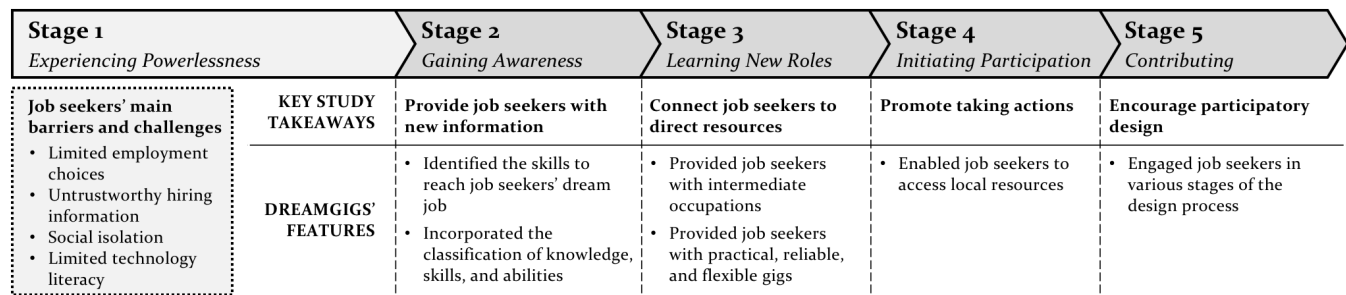 Stage 1
Experiencing Powerlessness
Stage 2
Gaining Awareness
Stage 3
Learning New Roles
Stage 4
Initiating Participation
Stage 5
Contributing
Job seekers' main
barriers and challenges
• Limited employment
choices
• Untrustworthy hiring
information
• Social isolation
• Limited technology
literacy
KEY STUDY
TAKEAWAYS
Provide job seekers with
new information
Connect job seekers to
direct resources
Promote taking actions
Encourage participatory
design
DREAMGIGS'
FEATURES
• Identified the skills to
reach job seekers' dream
job
• Incorporated the
classification of knowledge,
skills, and abilities
• Provided job seekers
with intermediate
occupations
• Provided job seekers
with practical, reliable,
and flexible gigs
• Enabled job seekers to
access local resources
• Engaged job seekers in
various stages of the
design process